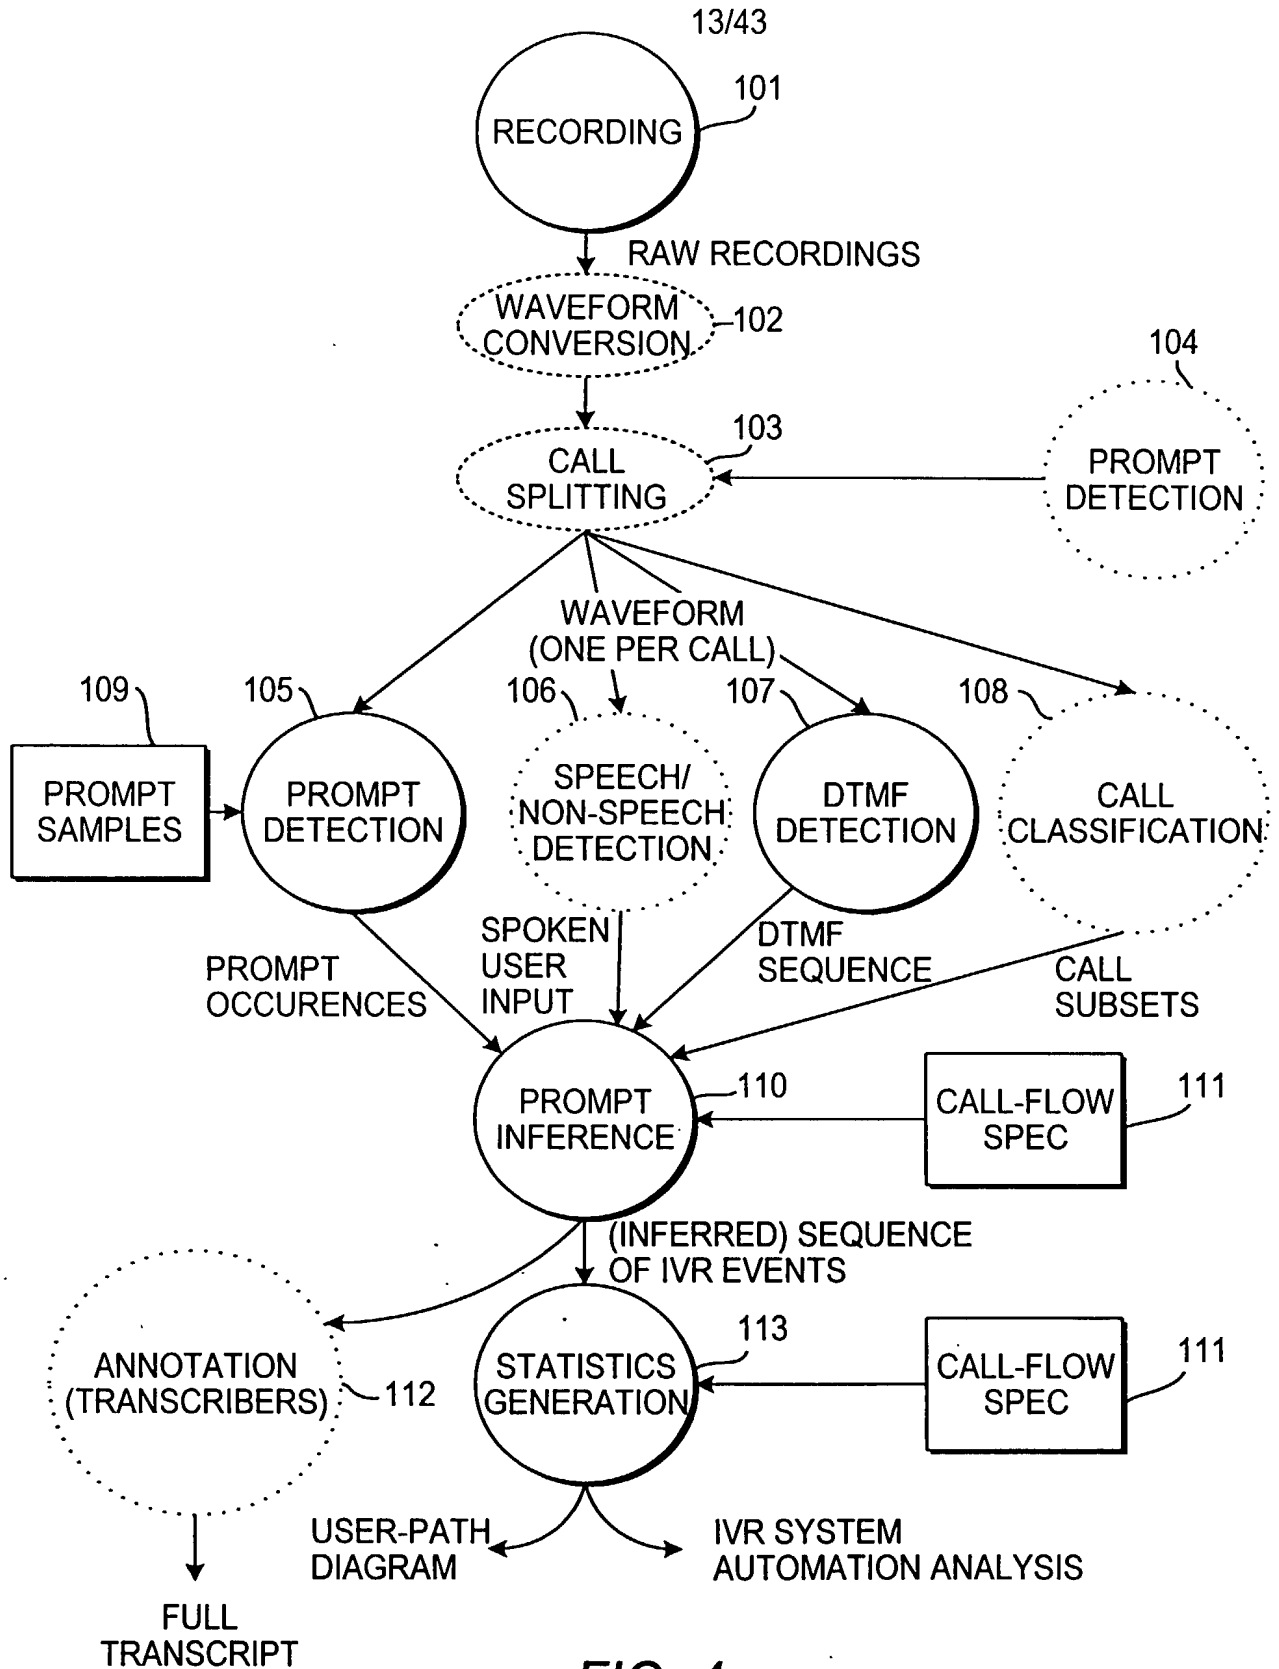 13/43
101
RECORDING
RAW RECORDINGS
WAVEFORM
CONVERSION
102
104
103
CALL
SPLITTING
PROMPT
DETECTION
WAVEFORM
(ONE PER CALL)
109
105
106
107
108
PROMPT
SAMPLES
PROMPT
DETECTION
SPEECH/
NON-SPEECH
DETECTION
DTMF
DETECTION
CALL
CLASSIFICATION
PROMPT
OCCURENCES
SPOKEN
USER
INPUT
DTMF
SEQUENCE
CALL
SUBSETS
PROMPT
INFERENCE
110
CALL-FLOW
SPEC
111
(INFERRED) SEQUENCE
OF IVR EVENTS
ANNOTATION
(TRANSCRIBERS)
112
STATISTICS
GENERATION
113
CALL-FLOW
SPEC
111
USER-PATH
DIAGRAM
IVR SYSTEM
AUTOMATION ANALYSIS
FULL
TRANSCRIPT